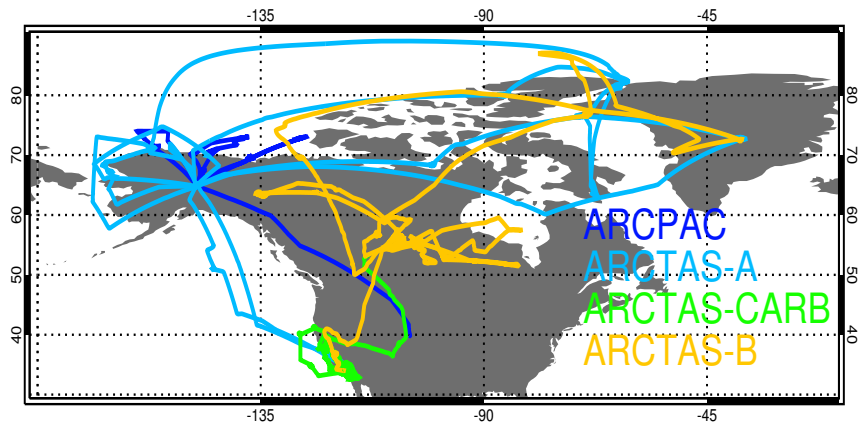 -135 -90 -45
80 80
70 70
60 60
ARCPAC
50 ARCTAS-A 50
ARCTAS-CARB
40 40
ARCTAS-B
-135 -90 -45